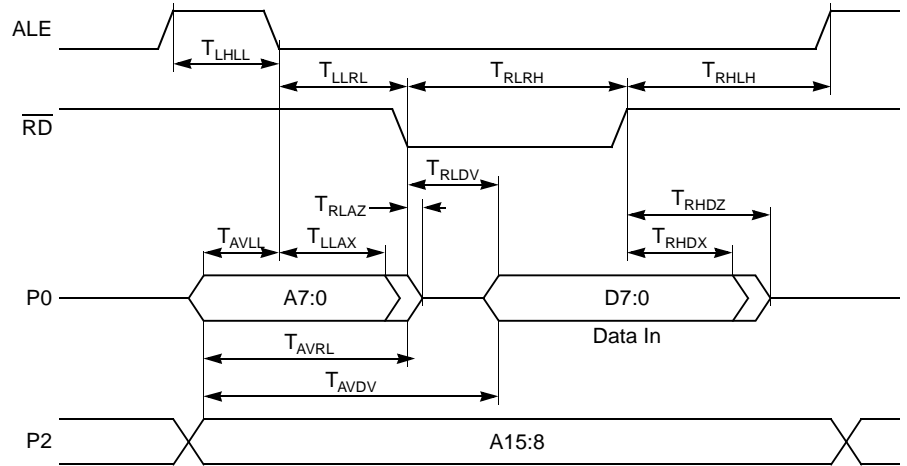 ALE
TLHLL
TLLRL
TRLRH
TRHLH
RD
TRLDV
TRLAZ
TRHDZ
TAVLL
TLLAX
TRHDX
P0
A7:0
D7:0
Data In
TAVRL
TAVDV
P2
A15:8